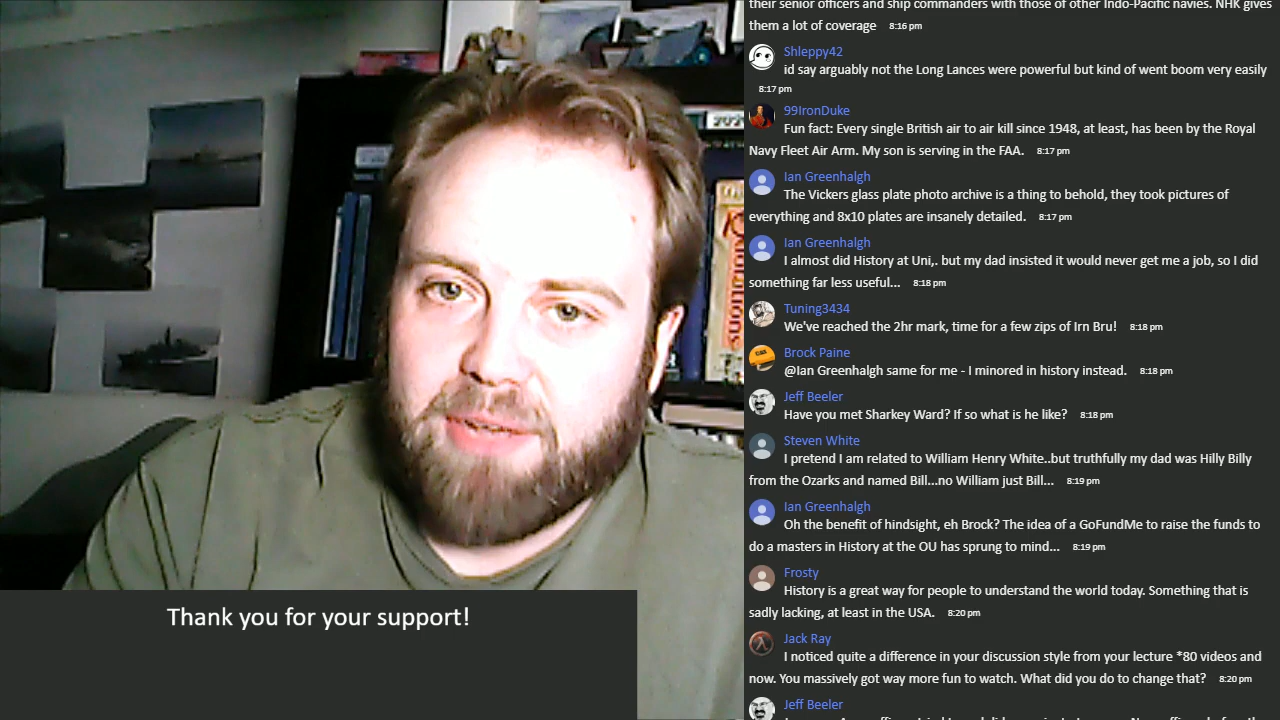 their senior officers and ship commanders with those of other Indo-Pacific navies. NHK gives
them a lot of coverage 8:16 pm
Shleppy42
id say arguably not the Long Lances were powerful but kind of went boom very easily
8:17 pm
99IronDuke
Fun fact: Every single British air to air kill since 1948, at least, has been by the Royal
Navy Fleet Air Arm. My son is serving in the FAA. 8:17 pm
Ian Greenhalgh
The Vickers glass plate photo archive is a thing to behold, they took pictures of
everything and 8x10 plates are insanely detailed. 8:17 pm
Ian Greenhalgh
I almost did History at Uni,. but my dad insisted it would never get me a job, so I did
something far less useful... 8:18 pm
Tuning3434
We've reached the 2hr mark, time for a few zips of Irn Bru! 8:18 pm
Brock Paine
@Ian Greenhalgh same for me - I minored in history instead. 8:18 pm
Jeff Beeler
Have you met Sharkey Ward? If so what is he like? 8:18 pm
Steven White
I pretend I am related to William Henry White..but truthfully my dad was Hilly Billy
from the Ozarks and named Bill...no William just Bill... 8:19 pm
Ian Greenhalgh
Oh the benefit of hindsight, eh Brock? The idea of a GoFundMe to raise the funds to
do a masters in History at the OU has sprung to mind... 8:19 pm
Frosty
History is a great way for people to understand the world today. Something that is
sadly lacking, at least in the USA. 8:20 pm
Jack Ray
I noticed quite a difference in your discussion style from your lecture *80 videos and
now. You massively got way more fun to watch. What did you do to change that? 8:20 pm
Jeff Beeler
Thank you for your support!